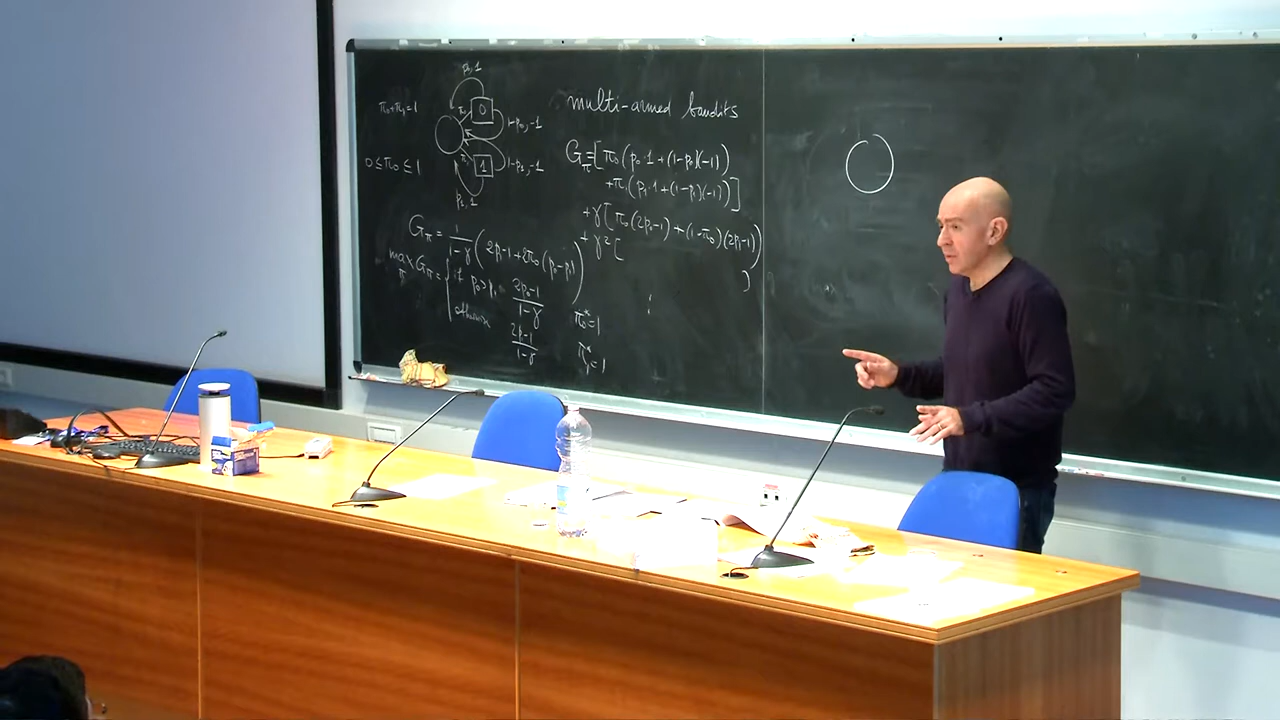 π₀+π₁=1
0 ≤ π₀ ≤ 1
p₀, 1
π₀
0
1-p₀, -1
π₁
1
1-p₁, -1
p₁, 1
multi-armed bandits
G_π = [π₀(p₀·1+(1-p₀)(-1))
+π₁(p₁·1+(1-p₁)(-1))]
+γ[π₀(2p₀-1)+(1-π₀)(2p₁-1)]
+γ²[
]
⋮
G_π = 1/(1-γ) (2p₁-1+2π₀(p₀-p₁))
max_π G_π = { if p₀>p₁ (2p₀-1)/(1-γ) π₀*=1
otherwise (2p₁-1)/(1-γ) π₁*=1